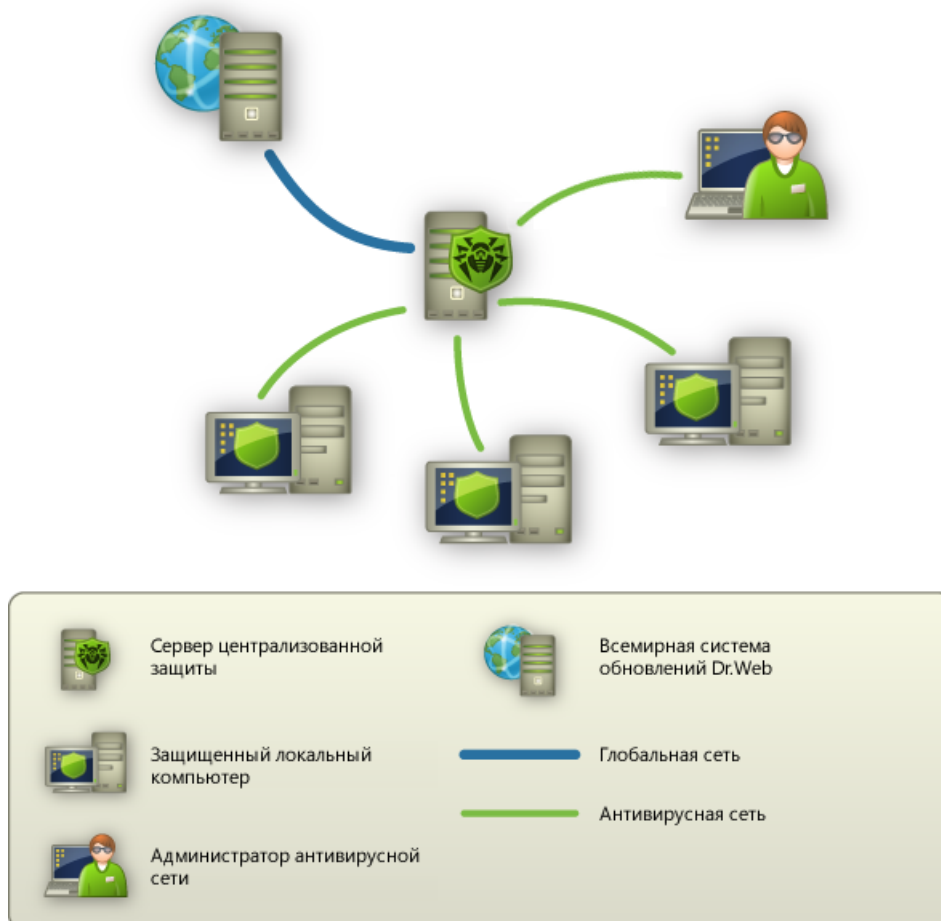 Сервер централизованной
защиты
Всемирная система
обновлений Dr.Web
Защищенный локальный
компьютер
Глобальная сеть
Антивирусная сеть
Администратор антивирусной
сети